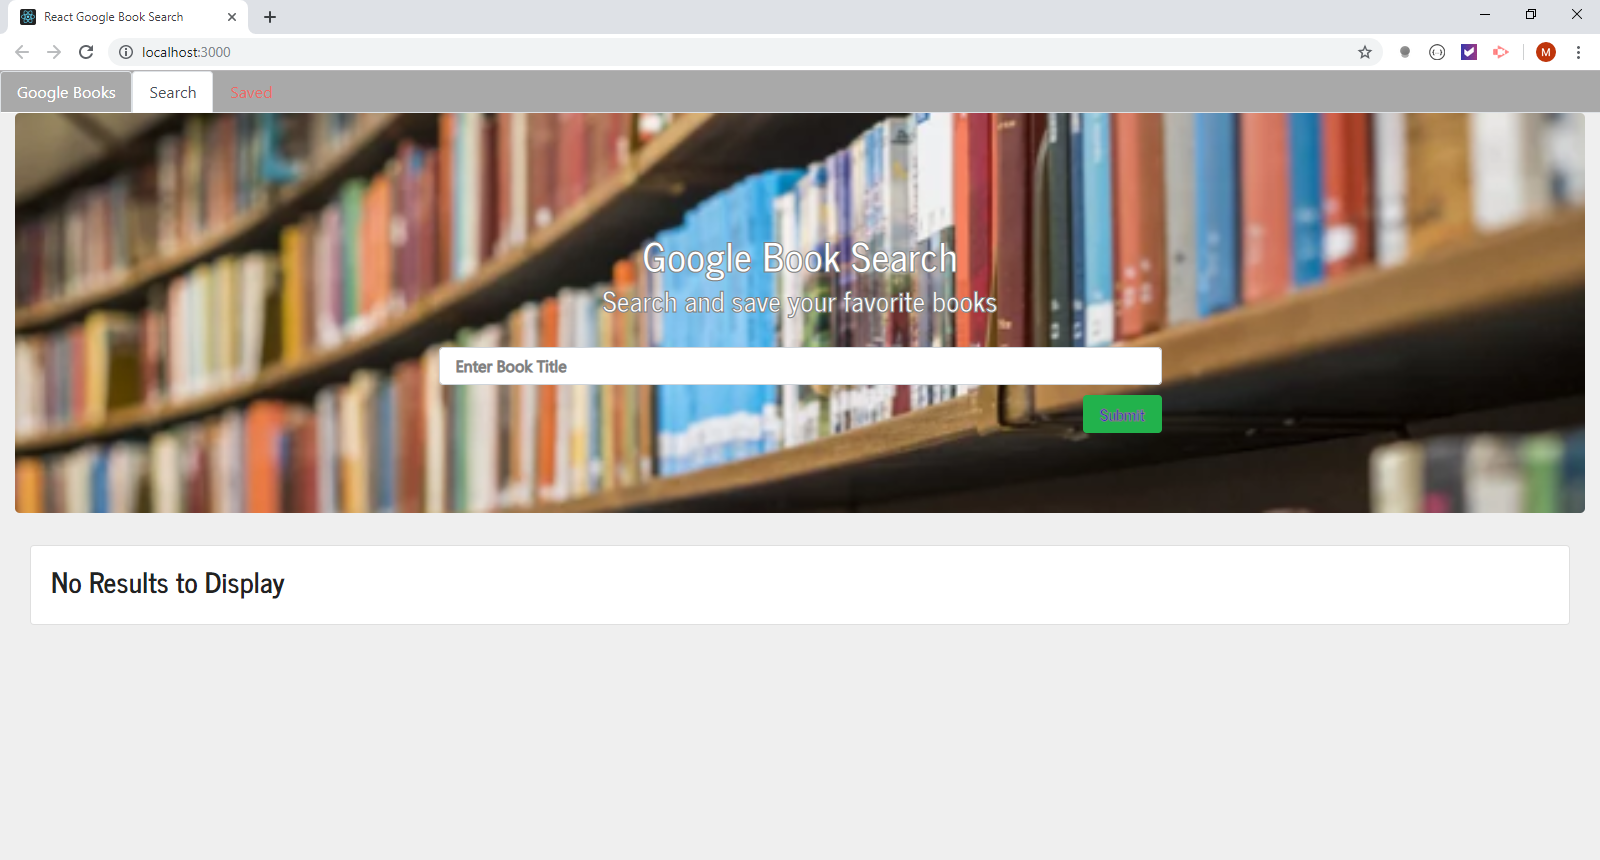 React Google Book Search
localhost:3000
M
Google Books
Search
Saved
Google Book Search
Search and save your favorite books
Enter Book Title
Submit
No Results to Display